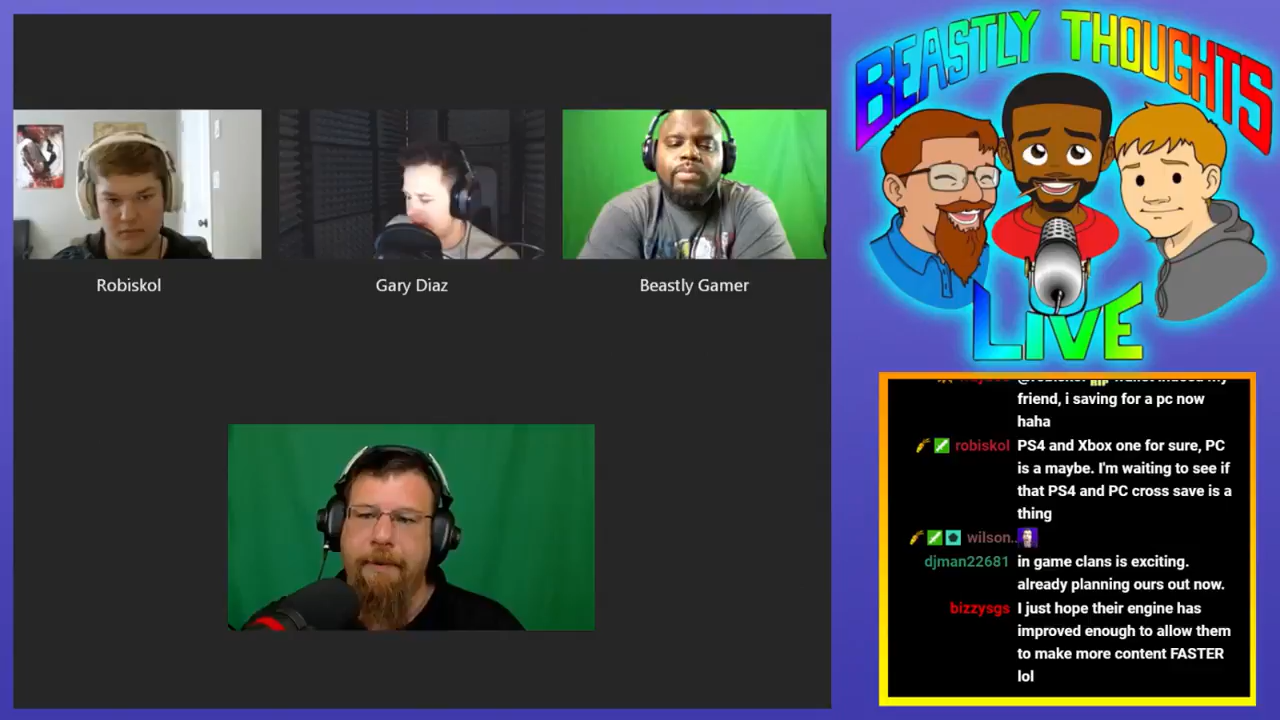 BEASTLY THOUGHTS
LIVE
Robiskol
Gary Diaz
Beastly Gamer
friend, i saving for a pc now
haha
robiskol PS4 and Xbox one for sure, PC
is a maybe. I'm waiting to see if
that PS4 and PC cross save is a
thing
wilson..
djman22681 in game clans is exciting.
already planning ours out now.
bizzysgs I just hope their engine has
improved enough to allow them
to make more content FASTER
lol